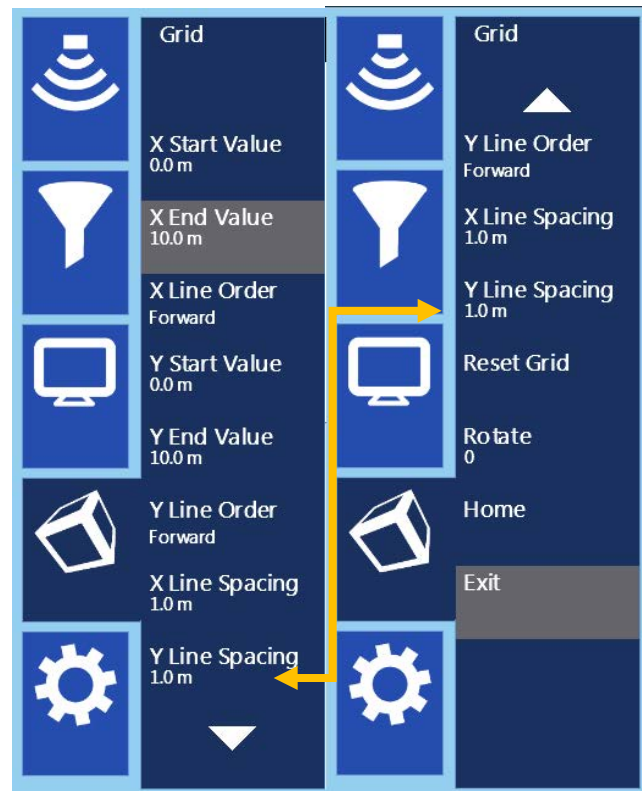 Grid
X Start Value
0.0 m
X End Value
10.0 m
X Line Order
Forward
Y Start Value
0.0 m
Y End Value
10.0 m
Y Line Order
Forward
X Line Spacing
1.0 m
Y Line Spacing
1.0 m
Grid
Y Line Order
Forward
X Line Spacing
1.0 m
Y Line Spacing
1.0 m
Reset Grid
Rotate
0
Home
Exit